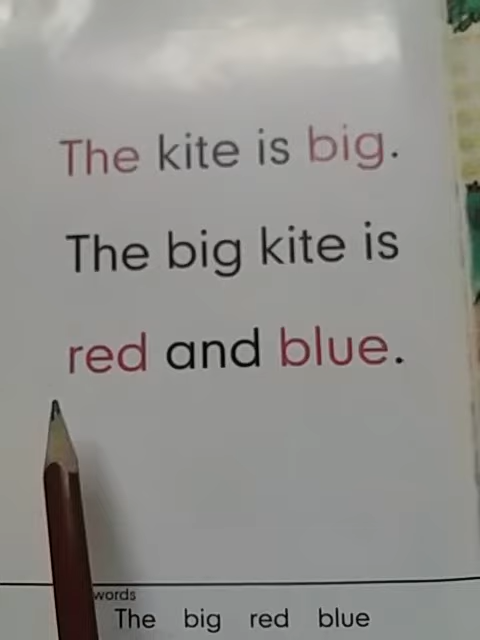 The kite is big.
The big kite is
red and blue.
words
The big red blue